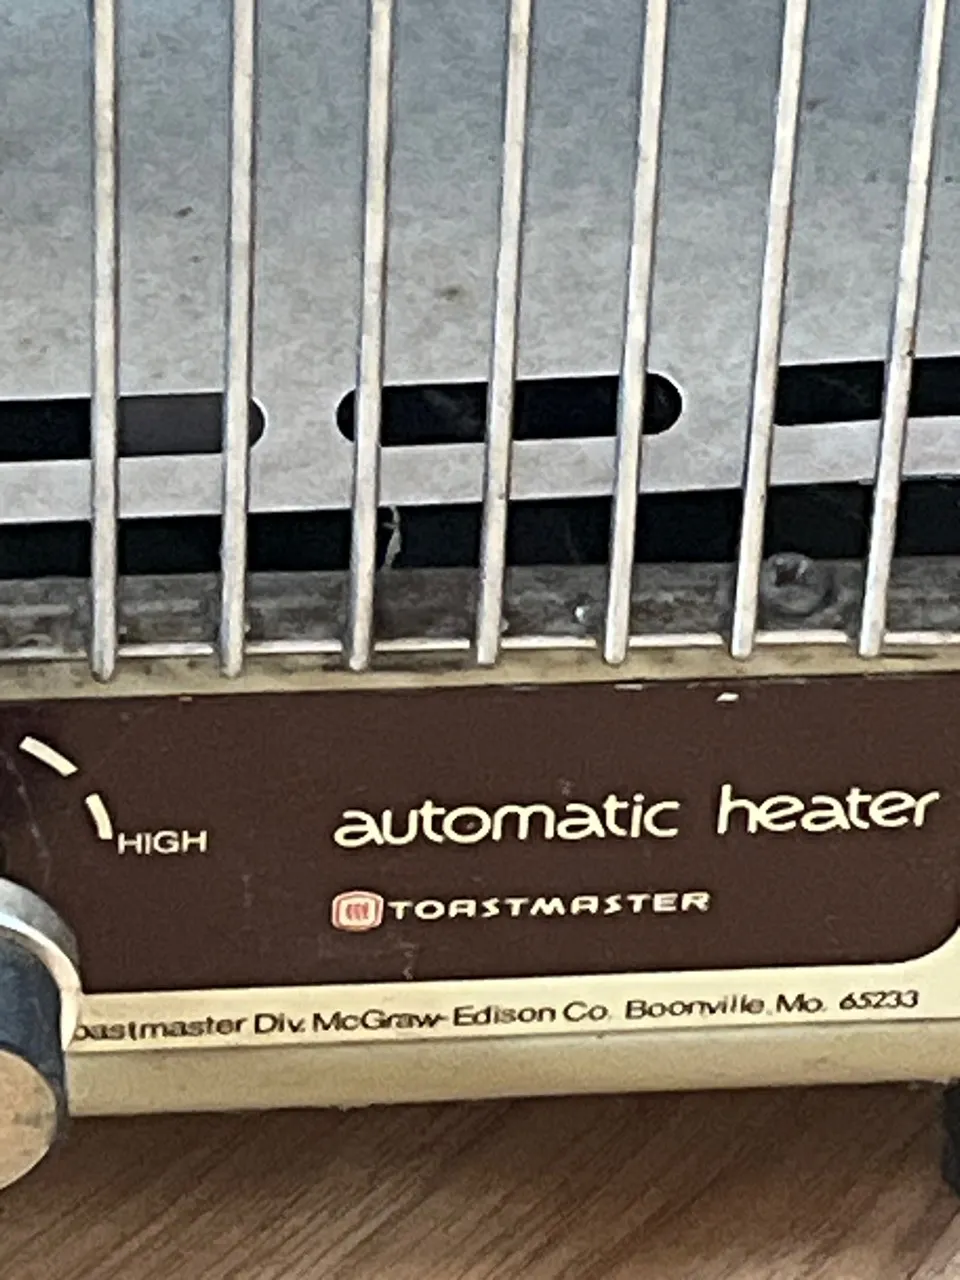 HIGH
automatic heater
TOASTMASTER
oastmaster Div. McGraw-Edison Co. Boonville, Mo. 65233